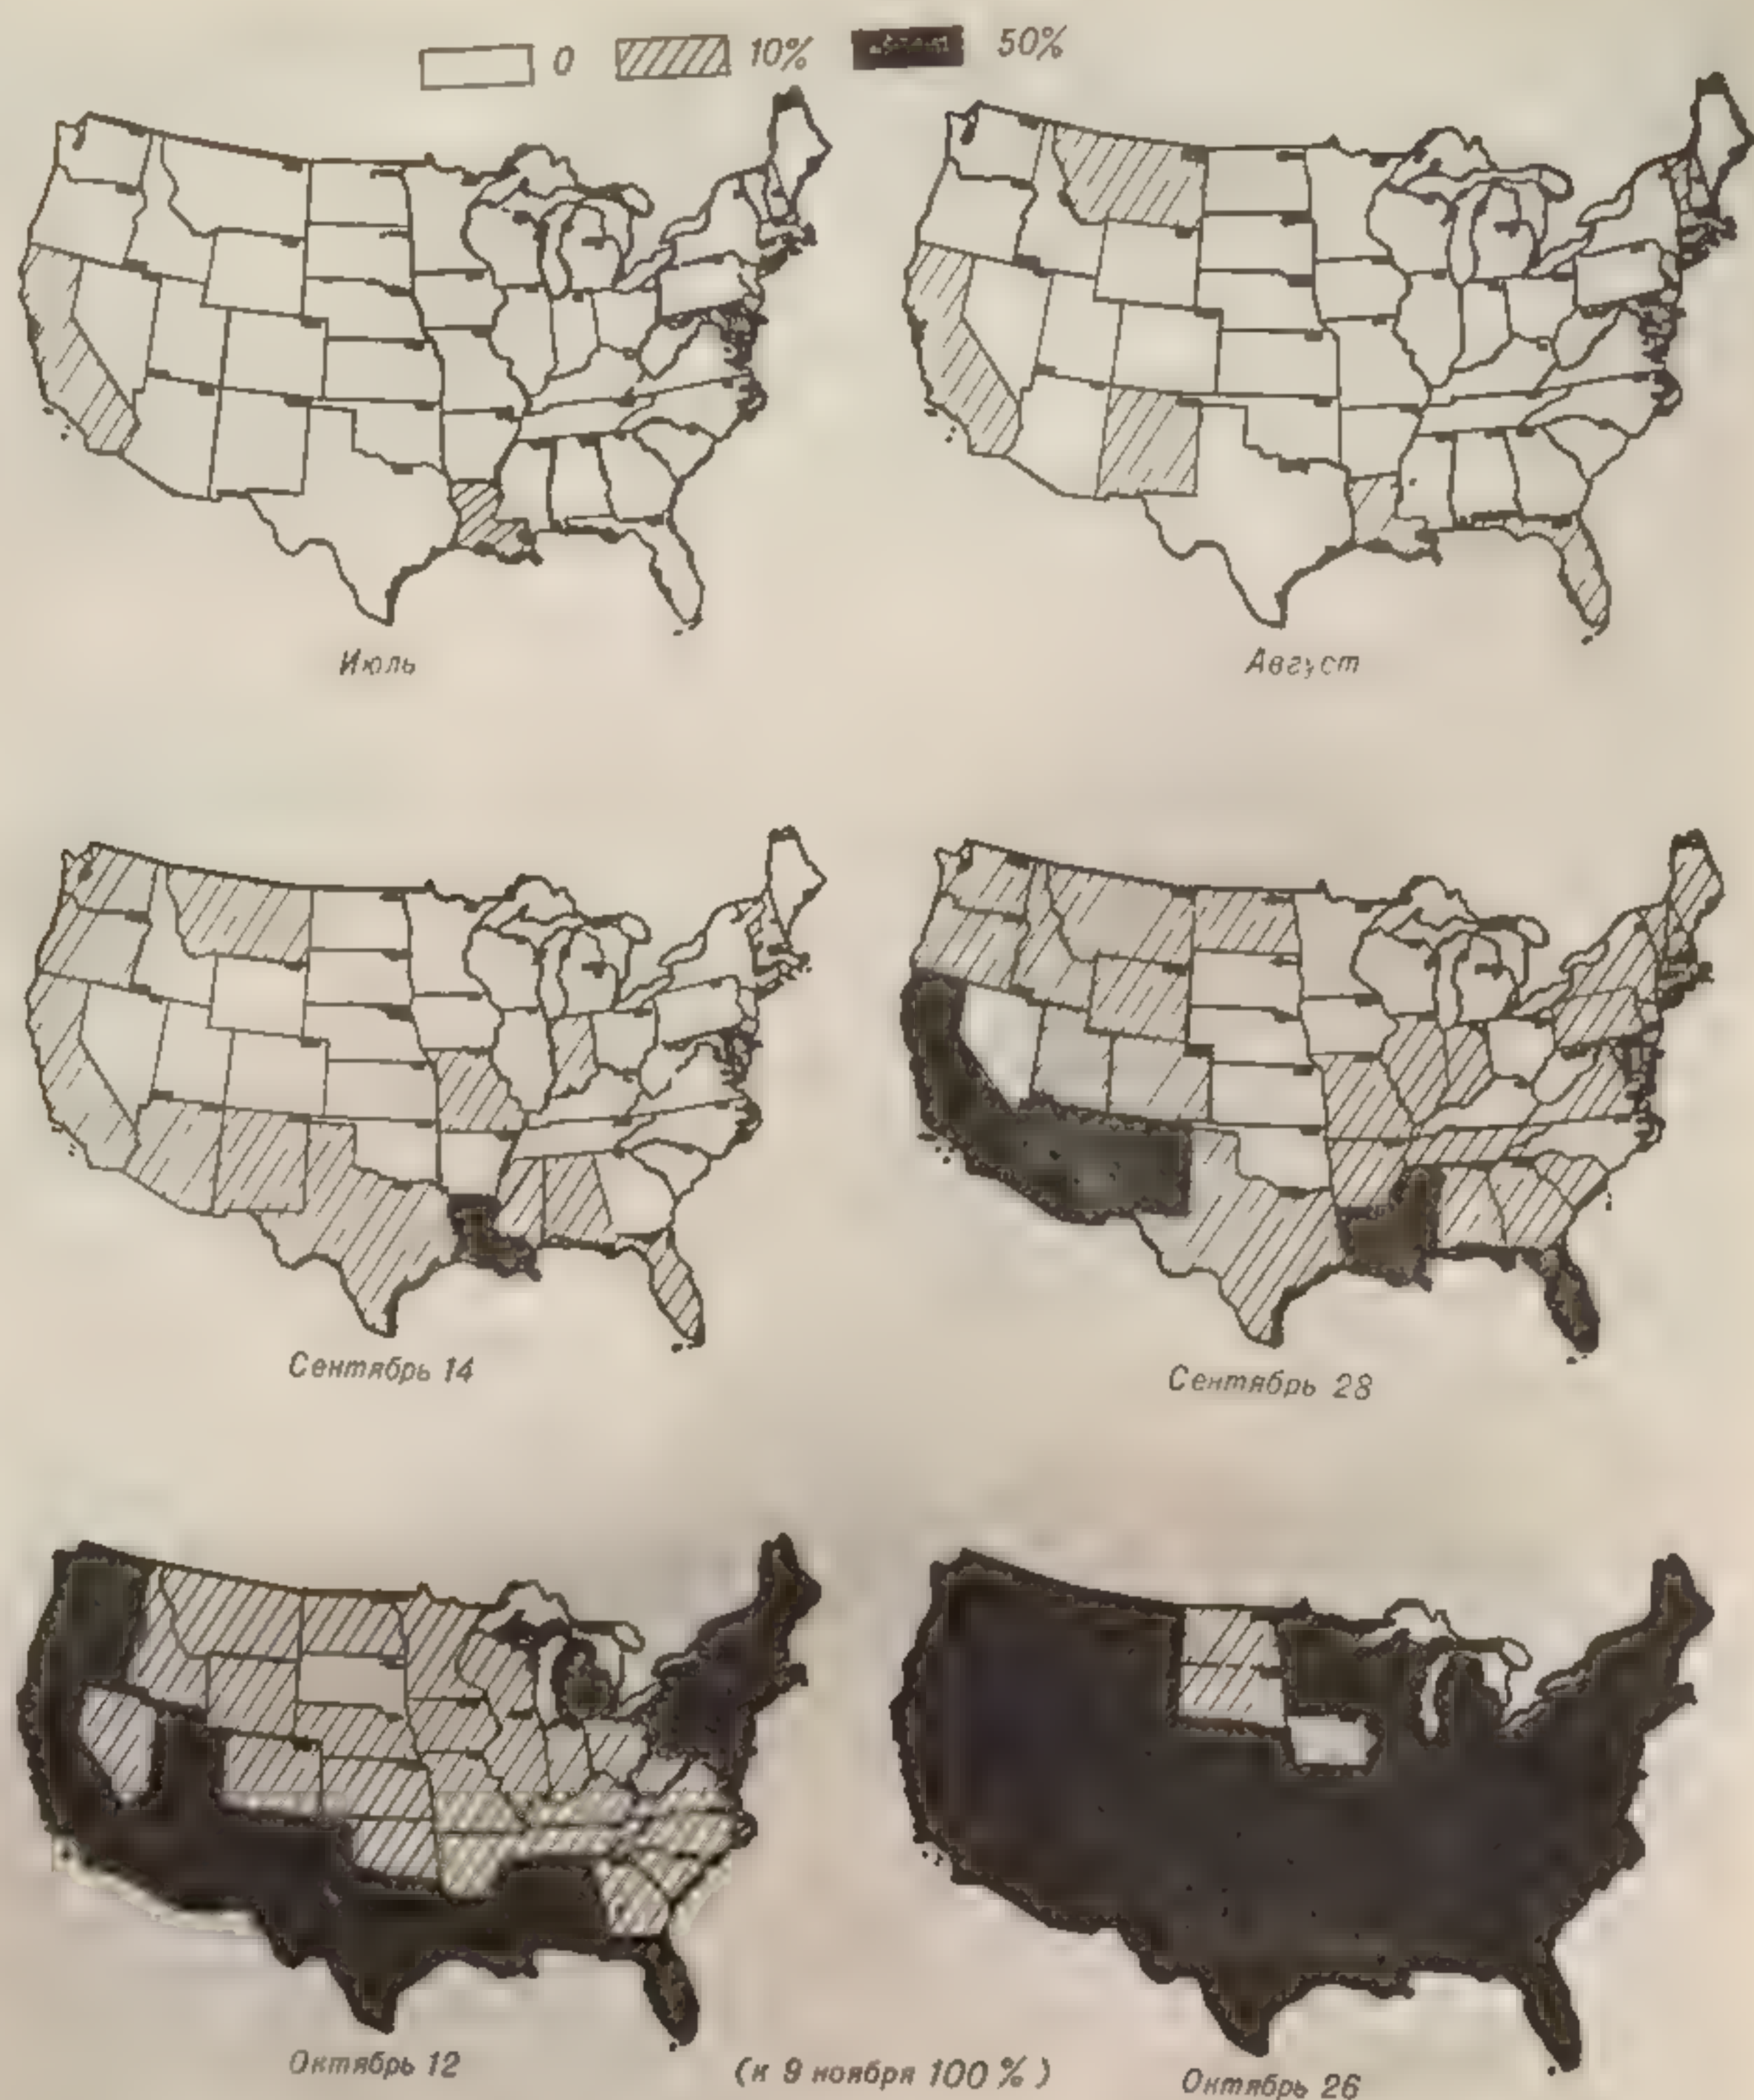 0 10% 50%
Июль Август
Сентябрь 14 Сентябрь 28
Октябрь 12 (к 9 ноября 100 %) Октябрь 26